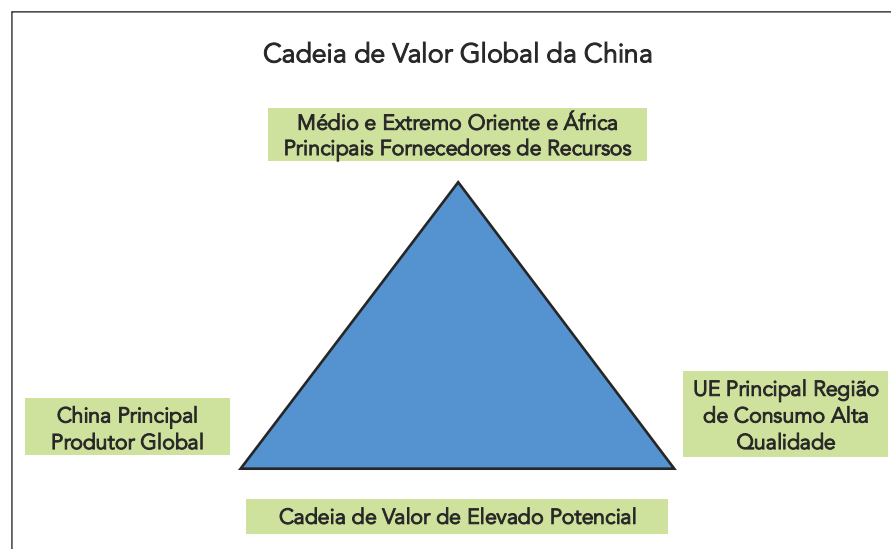 Cadeia de Valor Global da China
Médio e Extremo Oriente e África
Principais Fornecedores de Recursos
China Principal
Produtor Global
UE Principal Região
de Consumo Alta
Qualidade
Cadeia de Valor de Elevado Potencial